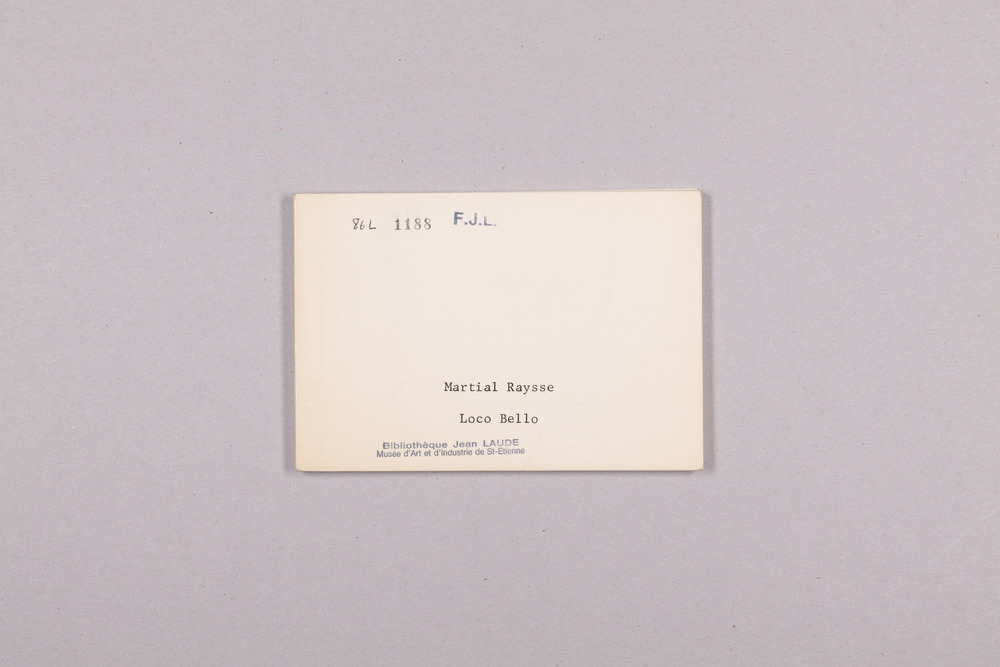 86L 1188 F.J.L.
Martial Raysse
Loco Bello
Bibliothèque Jean LAUDE
Musée d'Art et d'Industrie de St-Etienne